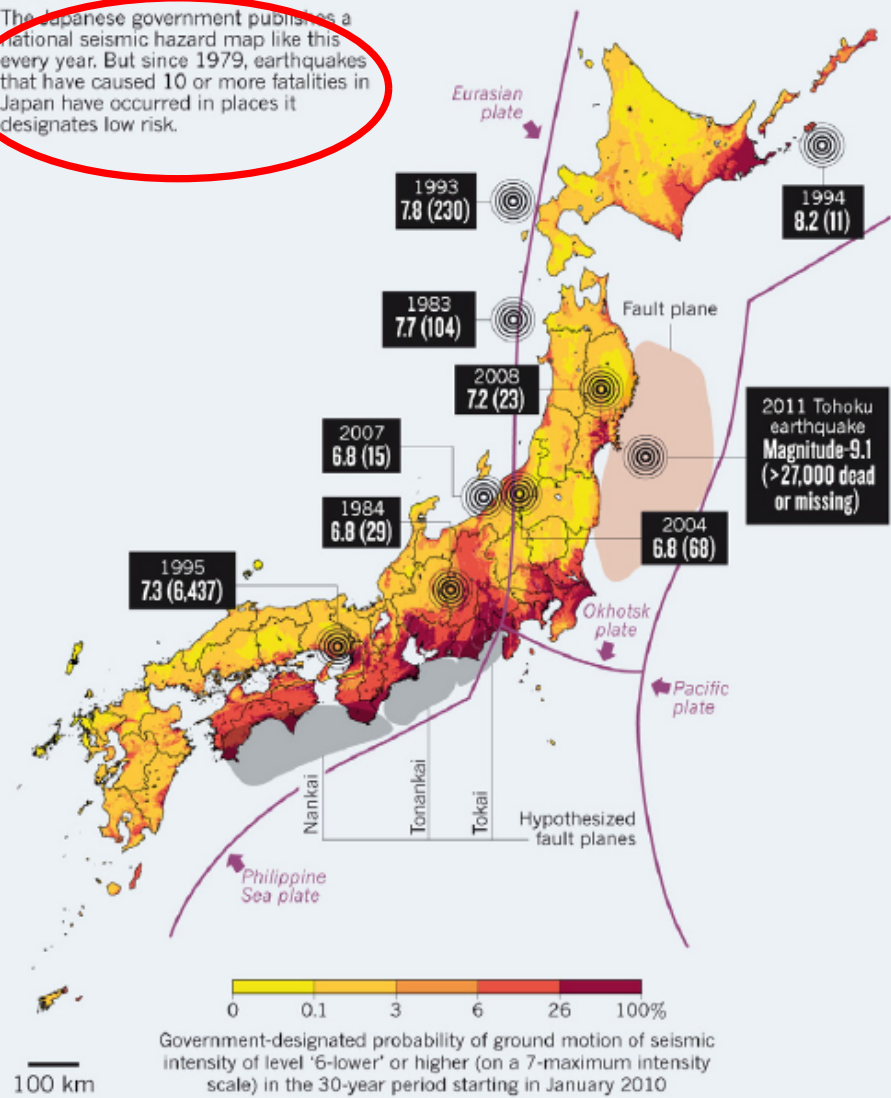 The Japanese government publishes a
national seismic hazard map like this
every year. But since 1979, earthquakes
that have caused 10 or more fatalities in
Japan have occurred in places it
designates low risk.
Eurasian
plate
1993
7.8 (230)
1994
8.2 (11)
1983
7.7 (104)
Fault plane
2008
7.2 (23)
2011 Tohoku
earthquake
Magnitude-9.1
(>27,000 dead
or missing)
2007
6.8 (15)
1984
6.8 (29)
2004
6.8 (68)
1995
7.3 (6,437)
Okhotsk
plate
Pacific
plate
Nankai
Tonankai
Tokai
Hypothesized
fault planes
Philippine
Sea plate
0 0.1 3 6 26 100%
Government-designated probability of ground motion of seismic
intensity of level ‘6-lower’ or higher (on a 7-maximum intensity
scale) in the 30-year period starting in January 2010
100 km